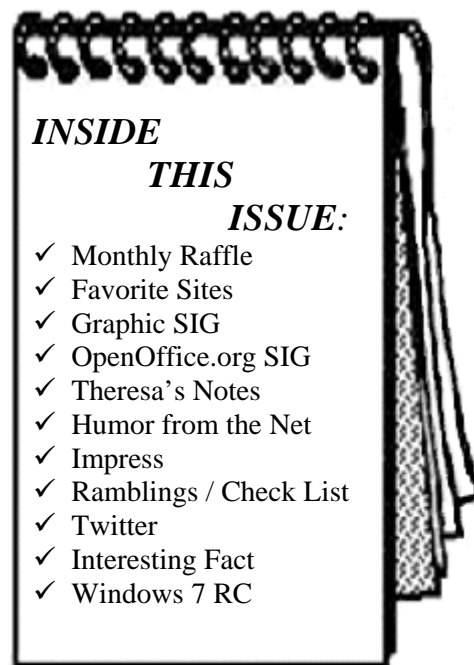 INSIDE
THIS
ISSUE:
✓ Monthly Raffle
✓ Favorite Sites
✓ Graphic SIG
✓ OpenOffice.org SIG
✓ Theresa’s Notes
✓ Humor from the Net
✓ Impress
✓ Ramblings / Check List
✓ Twitter
✓ Interesting Fact
✓ Windows 7 RC